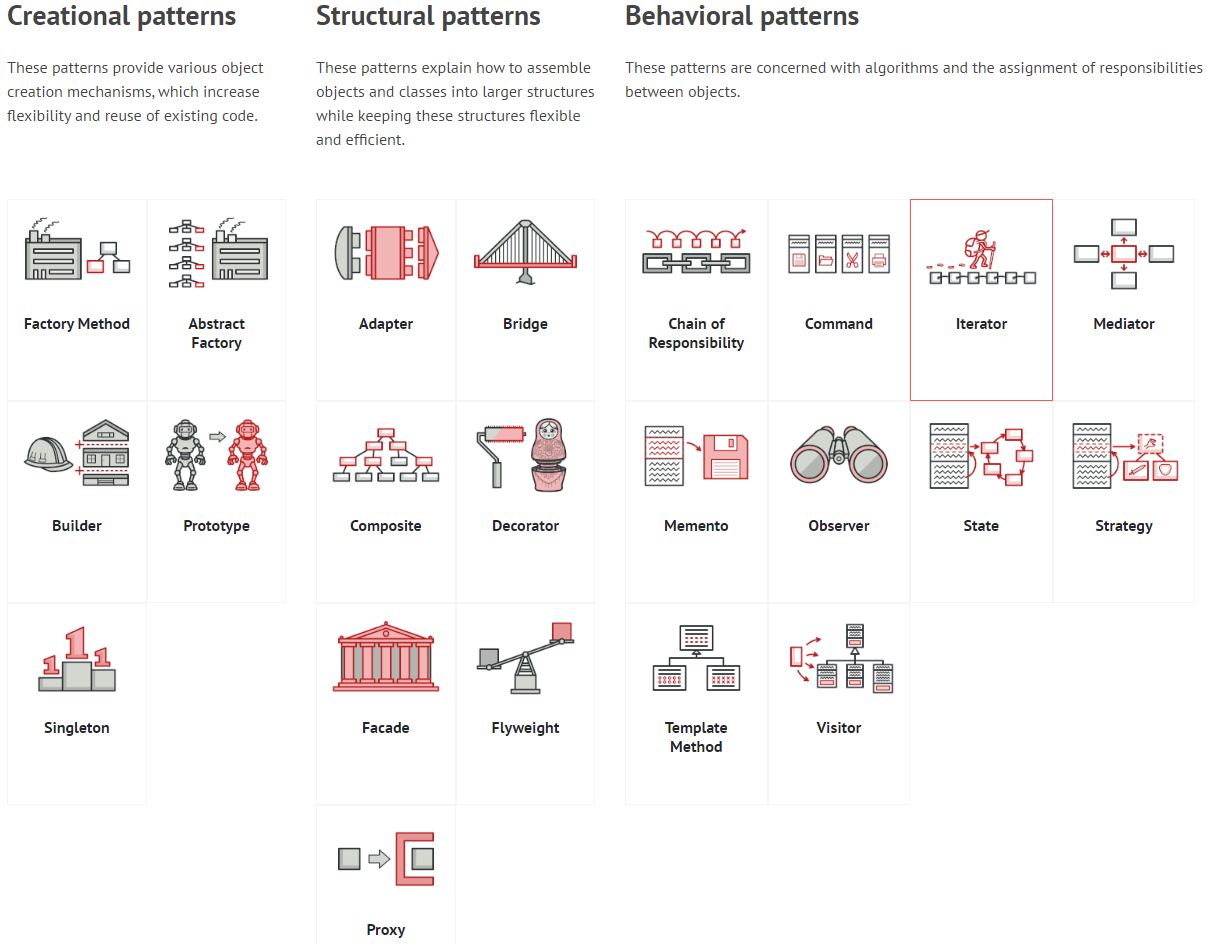 Creational patterns
These patterns provide various object
creation mechanisms, which increase
flexibility and reuse of existing code.
Factory Method
Abstract
Factory
Builder
Prototype
Singleton
Structural patterns
These patterns explain how to assemble
objects and classes into larger structures
while keeping these structures flexible
and efficient.
Adapter
Bridge
Composite
Decorator
Facade
Flyweight
Proxy
Behavioral patterns
These patterns are concerned with algorithms and the assignment of responsibilities
between objects.
Chain of
Responsibility
Command
Iterator
Mediator
Memento
Observer
State
Strategy
Template
Method
Visitor